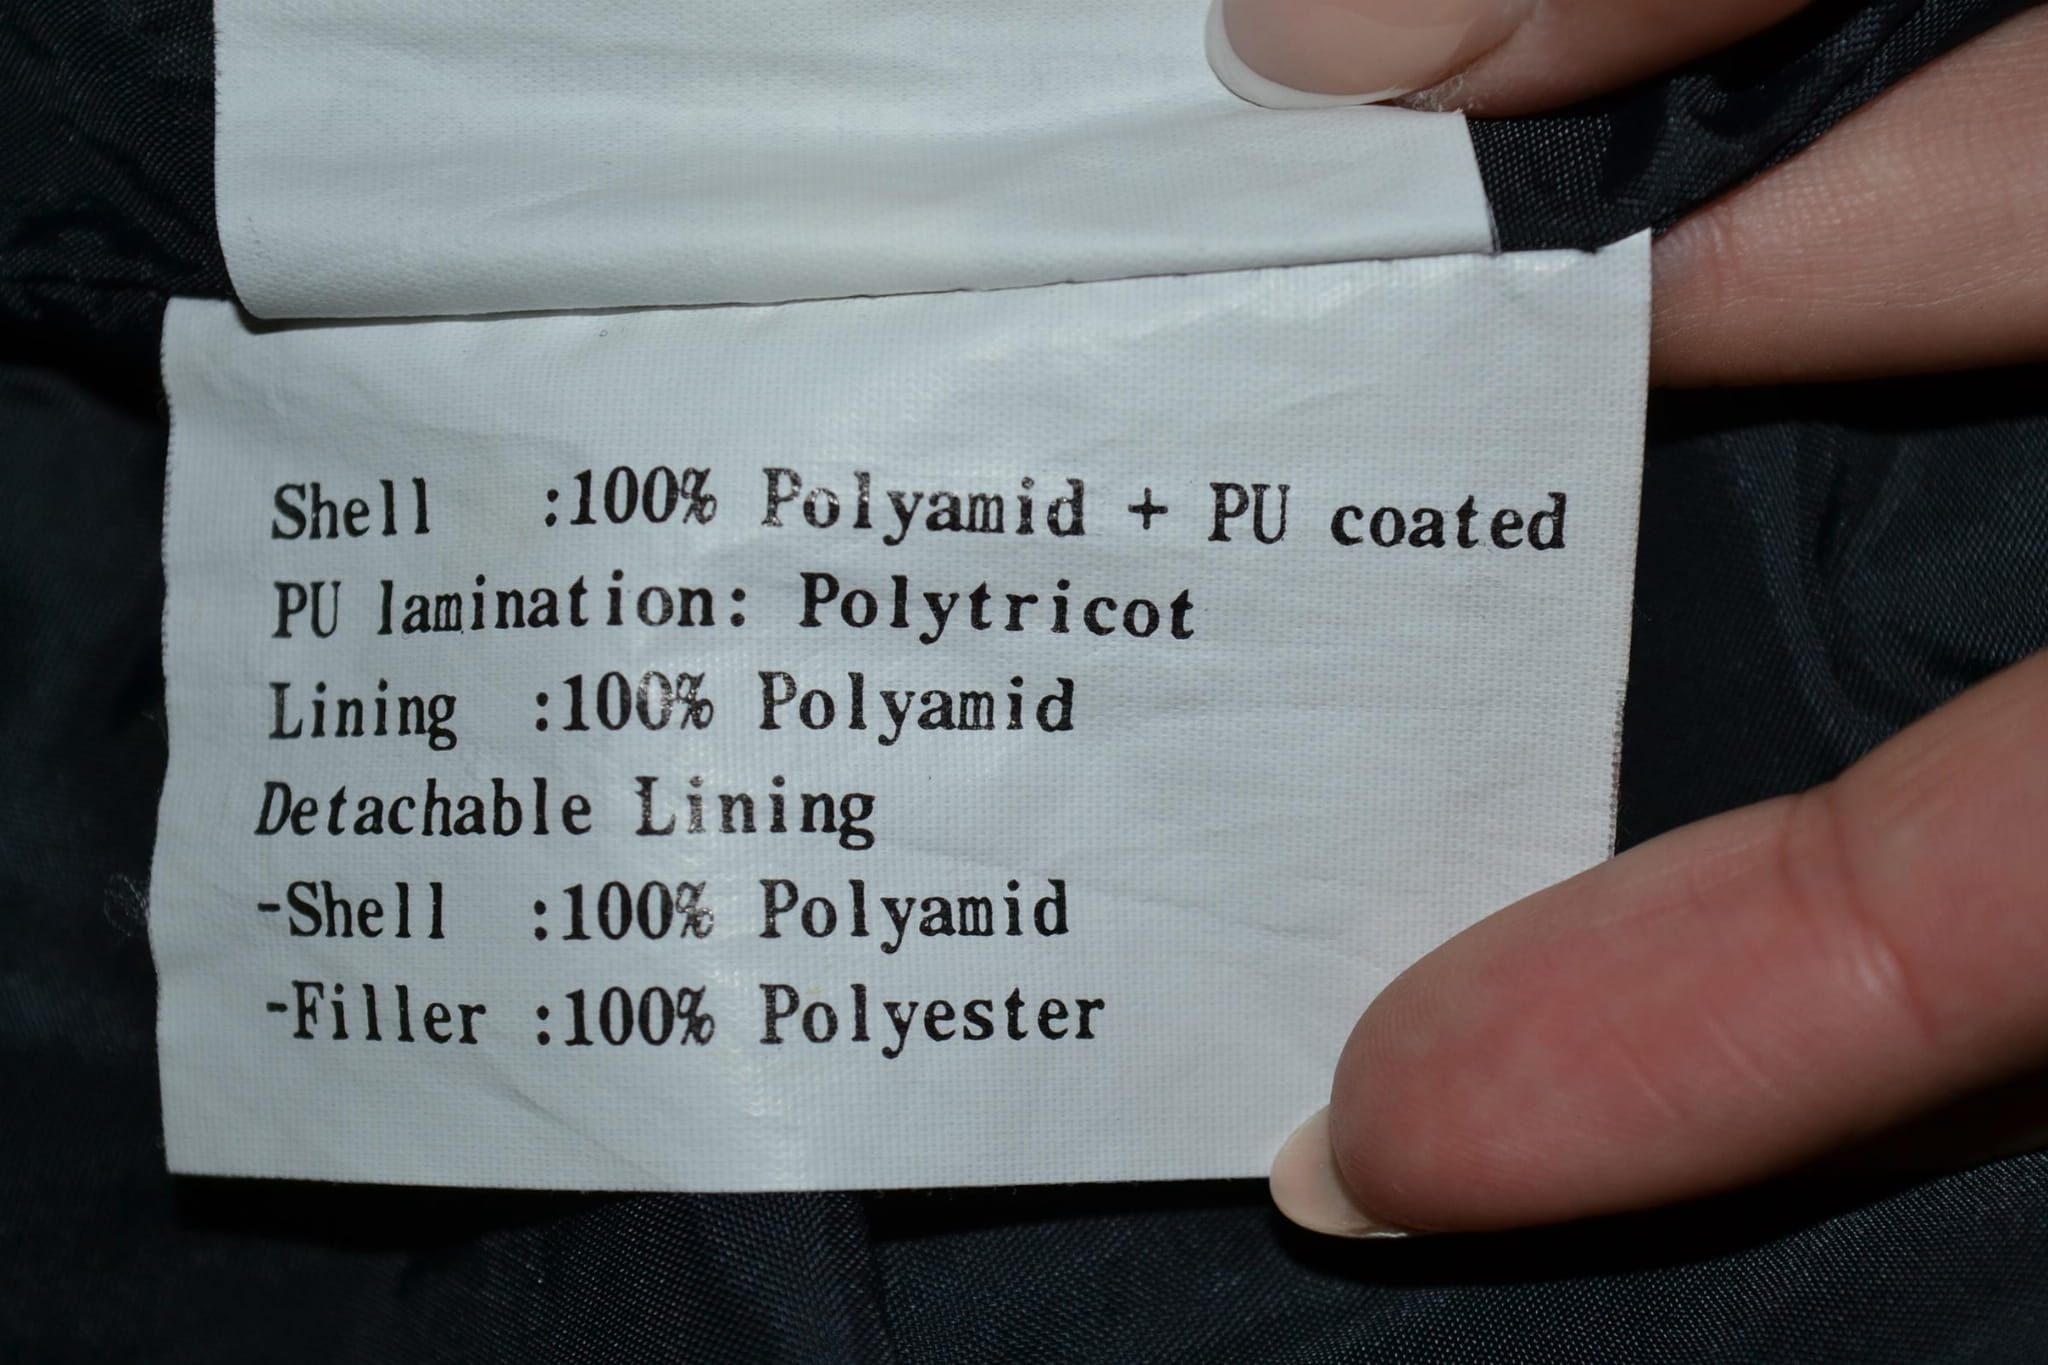 Shell :100% Polyamid + PU coated
PU lamination: Polytricot
Lining :100% Polyamid
Detachable Lining
-Shell :100% Polyamid
-Filler :100% Polyester